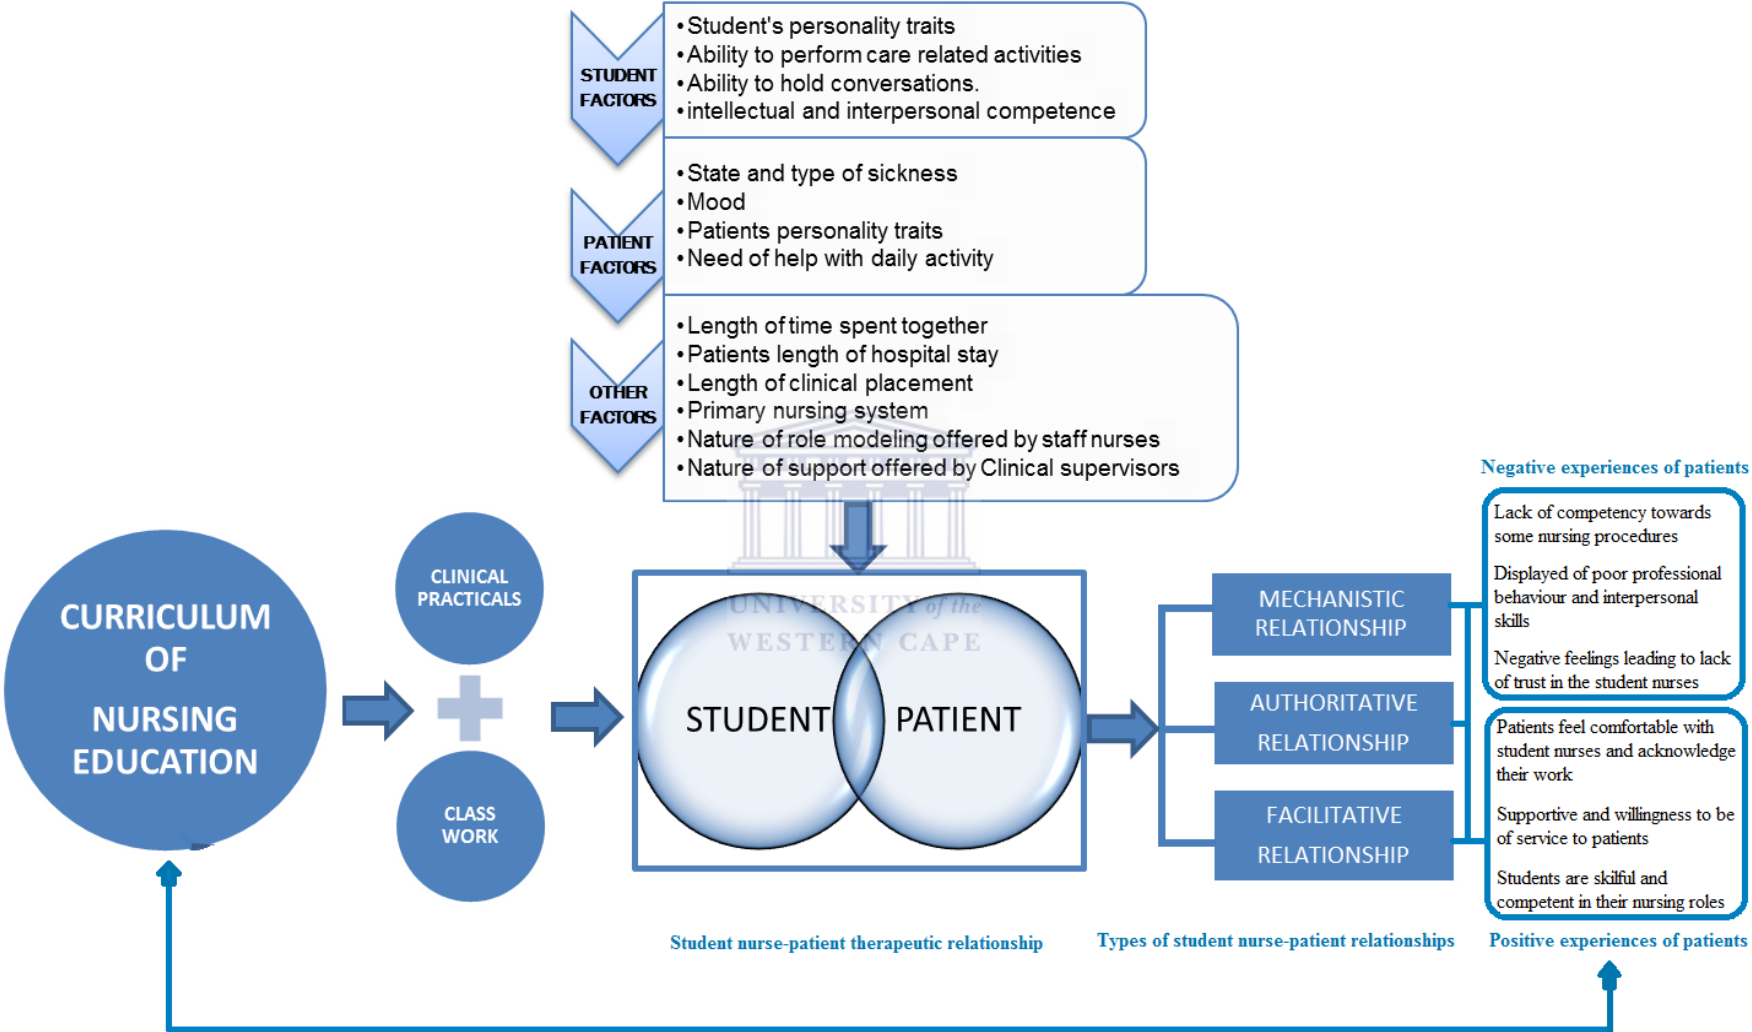 •Student's personality traits
•Ability to perform care related activities
•Ability to hold conversations.
•intellectual and interpersonal competence
STUDENT
FACTORS
•State and type of sickness
•Mood
•Patients personality traits
•Need of help with daily activity
PATIENT
FACTORS
•Length of time spent together
•Patients length of hospital stay
•Length of clinical placement
•Primary nursing system
•Nature of role modeling offered by staff nurses
•Nature of support offered by Clinical supervisors
OTHER
FACTORS
CURRICULUM
OF
NURSING
EDUCATION
CLINICAL
PRACTICALS
CLASS
WORK
UNIVERSITY of the
WESTERN CAPE
STUDENT
PATIENT
Student nurse-patient therapeutic relationship
MECHANISTIC
RELATIONSHIP
AUTHORITATIVE
RELATIONSHIP
FACILITATIVE
RELATIONSHIP
Types of student nurse-patient relationships
Negative experiences of patients
Lack of competency towards
some nursing procedures
Displayed of poor professional
behaviour and interpersonal
skills
Negative feelings leading to lack
of trust in the student nurses
Patients feel comfortable with
student nurses and acknowledge
their work
Supportive and willingness to be
of service to patients
Students are skilful and
competent in their nursing roles
Positive experiences of patients